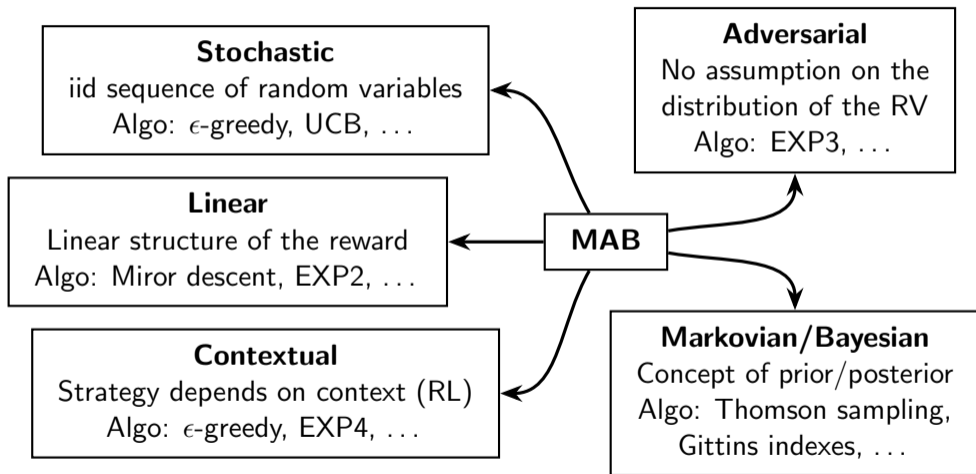 Stochastic
iid sequence of random variables
Algo: ϵ-greedy, UCB, . . .
Adversarial
No assumption on the
distribution of the RV
Algo: EXP3, . . .
Linear
Linear structure of the reward
Algo: Miror descent, EXP2, . . .
MAB
Contextual
Strategy depends on context (RL)
Algo: ϵ-greedy, EXP4, . . .
Markovian/Bayesian
Concept of prior/posterior
Algo: Thomson sampling,
Gittins indexes, . . .